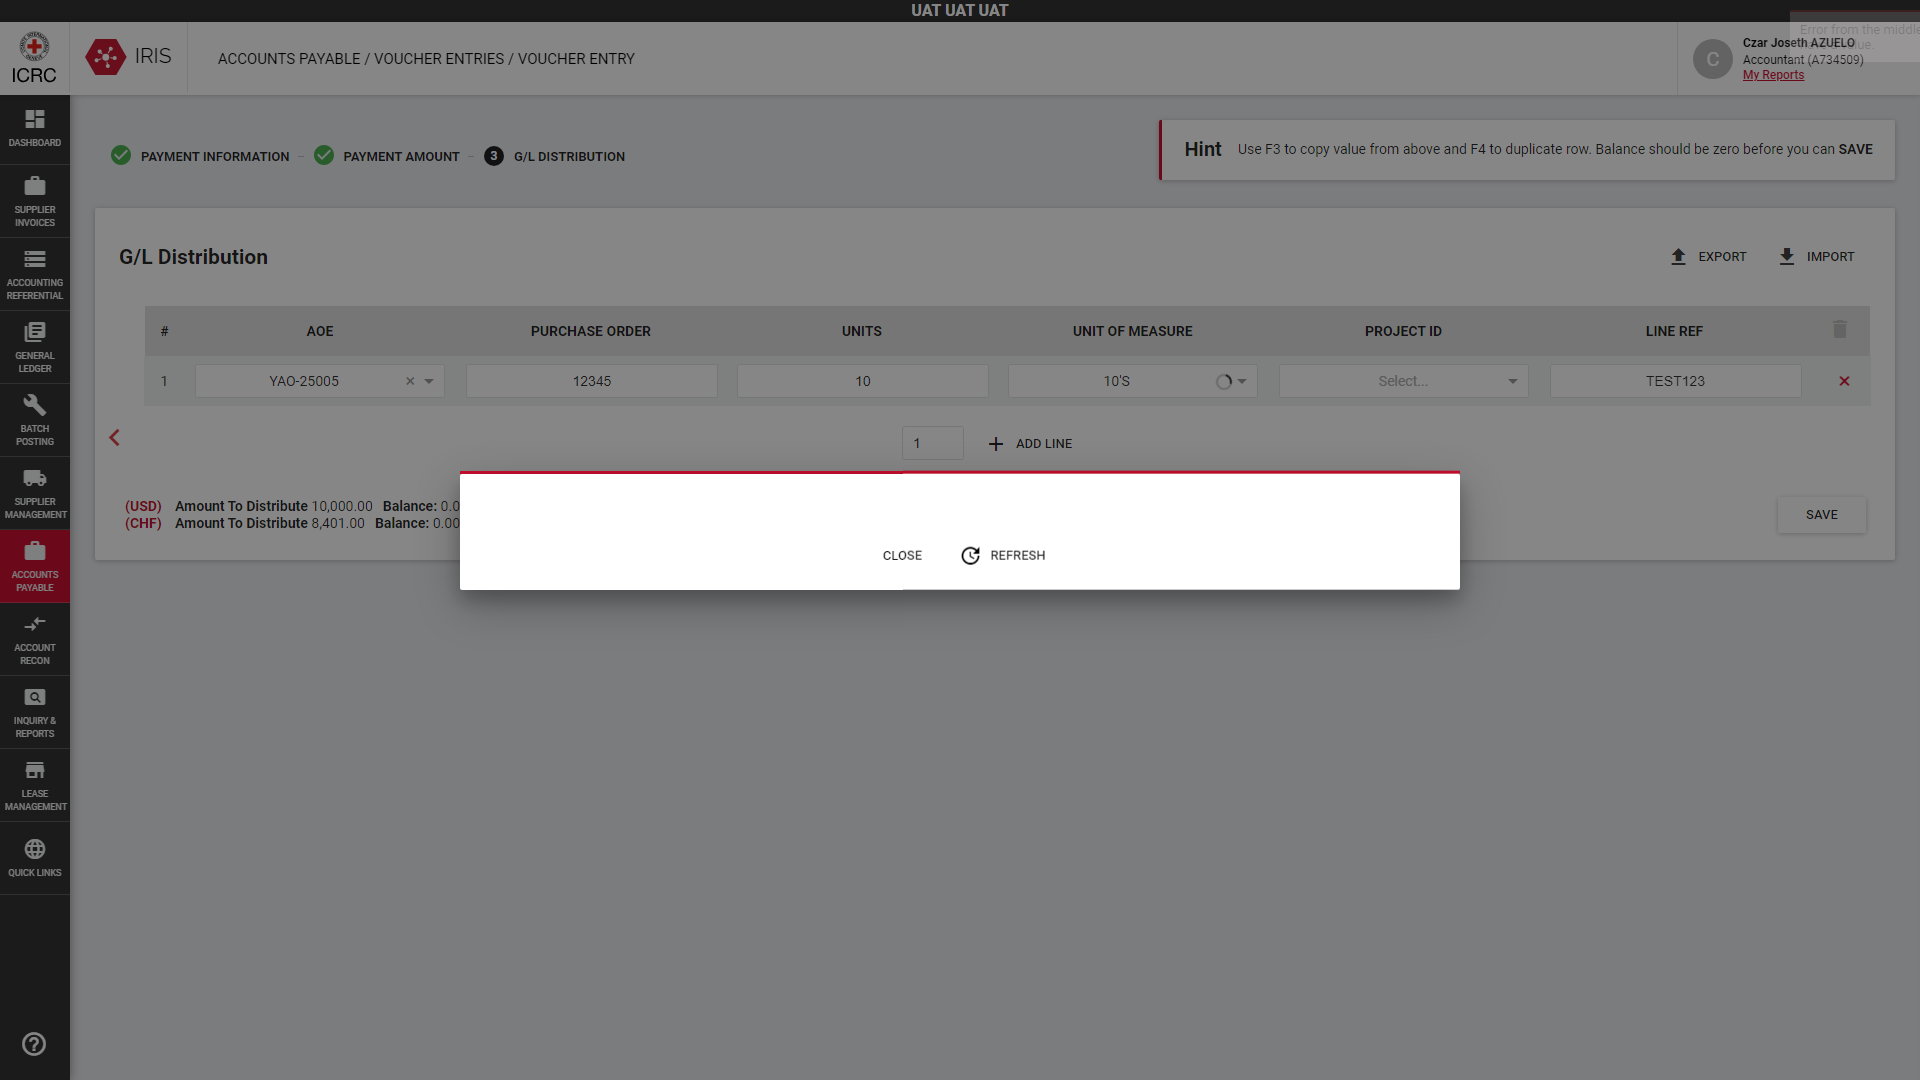 UAT UAT UAT
ICRC
IRIS
ACCOUNTS PAYABLE / VOUCHER ENTRIES / VOUCHER ENTRY
C
Error from the middle
Czar Joseth AZUELO
Accountant (A734509)
My Reports
DASHBOARD
SUPPLIER
INVOICES
ACCOUNTING
REFERENTIAL
GENERAL
LEDGER
BATCH
POSTING
SUPPLIER
MANAGEMENT
ACCOUNTS
PAYABLE
ACCOUNT
RECON
INQUIRY &
REPORTS
LEASE
MANAGEMENT
QUICK LINKS
PAYMENT INFORMATION
PAYMENT AMOUNT
3 G/L DISTRIBUTION
Hint Use F3 to copy value from above and F4 to duplicate row. Balance should be zero before you can SAVE
G/L Distribution
EXPORT
IMPORT
# AOE PURCHASE ORDER UNITS UNIT OF MEASURE PROJECT ID LINE REF
1 YAO-25005 12345 10 10'S Select... TEST123
1 ADD LINE
(USD) Amount To Distribute 10,000.00 Balance: 0.0
(CHF) Amount To Distribute 8,401.00 Balance: 0.00
SAVE
CLOSE REFRESH